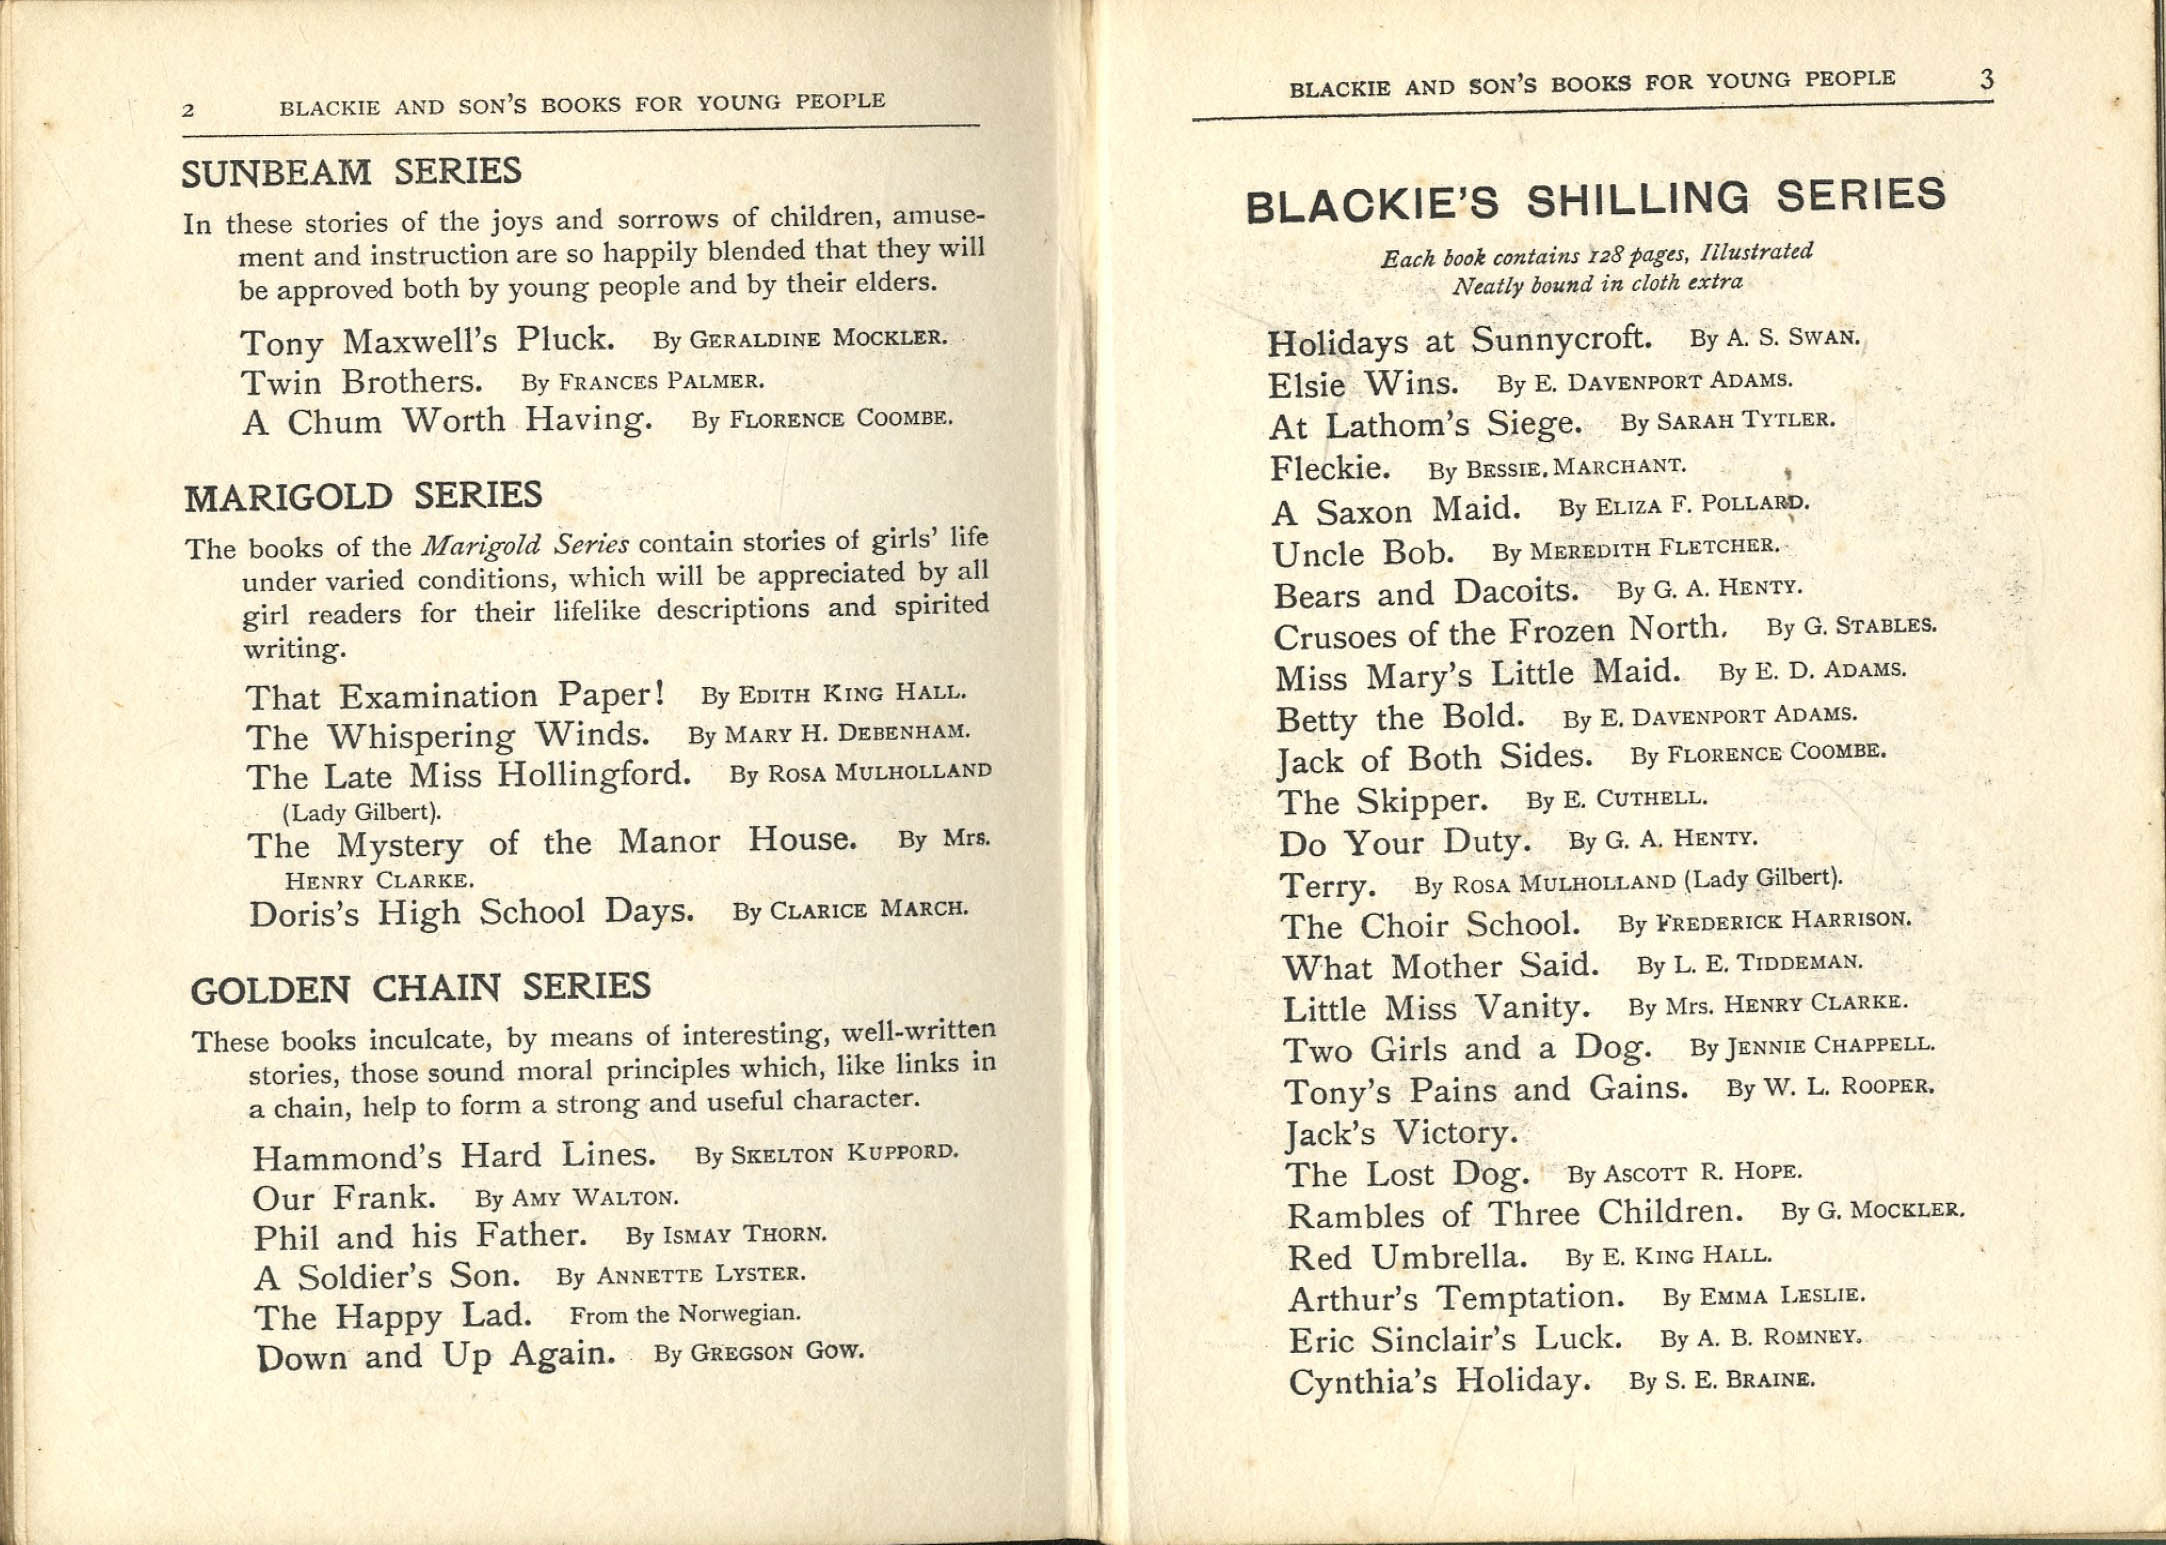 2 BLACKIE AND SON'S BOOKS FOR YOUNG PEOPLE
SUNBEAM SERIES
In these stories of the joys and sorrows of children, amuse-
ment and instruction are so happily blended that they will
be approved both by young people and by their elders.
Tony Maxwell's Pluck. By GERALDINE MOCKLER.
Twin Brothers. By FRANCES PALMER.
A Chum Worth Having. By FLORENCE COOMBE.
MARIGOLD SERIES
The books of the Marigold Series contain stories of girls' life
under varied conditions, which will be appreciated by all
girl readers for their lifelike descriptions and spirited
writing.
That Examination Paper! By EDITH KING HALL.
The Whispering Winds. By MARY H. DEBENHAM.
The Late Miss Hollingford. By ROSA MULHOLLAND
(Lady Gilbert).
The Mystery of the Manor House. By Mrs.
HENRY CLARKE.
Doris's High School Days. By CLARICE MARCH.
GOLDEN CHAIN SERIES
These books inculcate, by means of interesting, well-written
stories, those sound moral principles which, like links in
a chain, help to form a strong and useful character.
Hammond's Hard Lines. By SKELTON KUPPORD.
Our Frank. By AMY WALTON.
Phil and his Father. By ISMAY THORN.
A Soldier's Son. By ANNETTE LYSTER.
The Happy Lad. From the Norwegian.
Down and Up Again. By GREGSON GOW.
BLACKIE AND SON'S BOOKS FOR YOUNG PEOPLE 3
BLACKIE'S SHILLING SERIES
Each book contains 128 pages, Illustrated
Neatly bound in cloth extra
Holidays at Sunnycroft. By A. S. SWAN.
Elsie Wins. By E. DAVENPORT ADAMS.
At Lathom's Siege. By SARAH TYTLER.
Fleckie. By BESSIE MARCHANT.
A Saxon Maid. By ELIZA F. POLLARD.
Uncle Bob. By MEREDITH FLETCHER.
Bears and Dacoits. By G. A. HENTY.
Crusoes of the Frozen North. By G. STABLES.
Miss Mary's Little Maid. By E. D. ADAMS.
Betty the Bold. By E. DAVENPORT ADAMS.
Jack of Both Sides. By FLORENCE COOMBE.
The Skipper. By E. CUTHELL.
Do Your Duty. By G. A. HENTY.
Terry. By ROSA MULHOLLAND (Lady Gilbert).
The Choir School. By FREDERICK HARRISON.
What Mother Said. By L. E. TIDDEMAN.
Little Miss Vanity. By Mrs. HENRY CLARKE.
Two Girls and a Dog. By JENNIE CHAPPELL.
Tony's Pains and Gains. By W. L. ROOPER.
Jack's Victory.
The Lost Dog. By ASCOTT R. HOPE.
Rambles of Three Children. By G. MOCKLER.
Red Umbrella. By E. KING HALL.
Arthur's Temptation. By EMMA LESLIE.
Eric Sinclair's Luck. By A. B. ROMNEY.
Cynthia's Holiday. By S. E. BRAINE.